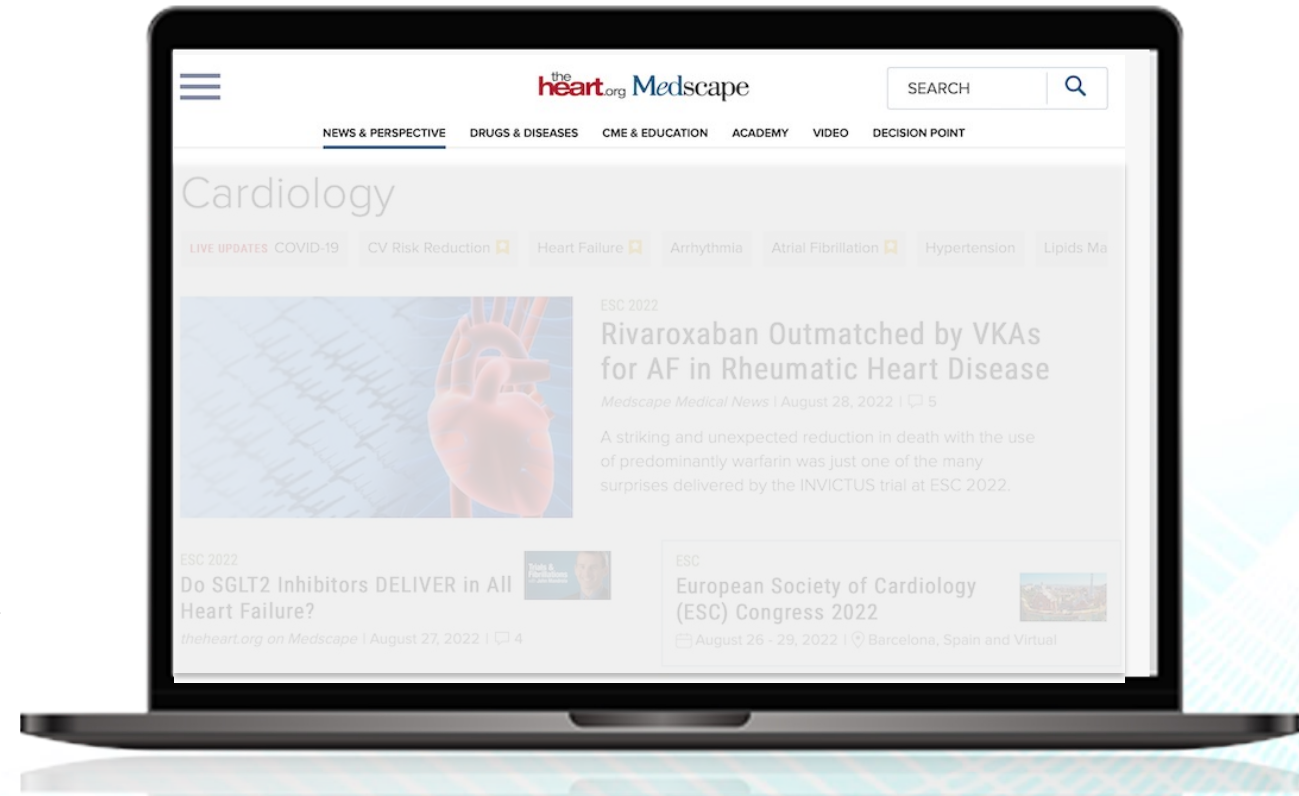 the
heart.org Medscape
SEARCH
NEWS & PERSPECTIVE DRUGS & DISEASES CME & EDUCATION ACADEMY VIDEO DECISION POINT
Cardiology
LIVE UPDATES COVID-19 CV Risk Reduction Heart Failure Arrhythmia Atrial Fibrillation Hypertension Lipids Ma
ESC 2022
Rivaroxaban Outmatched by VKAs
for AF in Rheumatic Heart Disease
Medscape Medical News | August 28, 2022 | 5
A striking and unexpected reduction in death with the use
of predominantly warfarin was just one of the many
surprises delivered by the INVICTUS trial at ESC 2022.
ESC 2022
Do SGLT2 Inhibitors DELIVER in All
Heart Failure?
theheart.org on Medscape | August 27, 2022 | 4
ESC
European Society of Cardiology
(ESC) Congress 2022
August 26 - 29, 2022 | Barcelona, Spain and Virtual